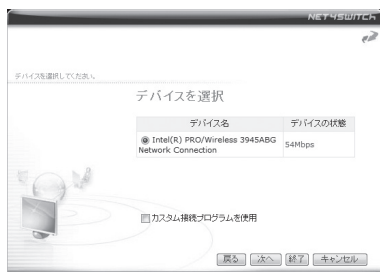 NET4SWITCH
デバイスを選択してください。
デバイスを選択
デバイス名 デバイスの状態
Intel(R) PRO/Wireless 3945ABG
Network Connection
54Mbps
カスタム接続プログラムを使用
戻る 次へ 終了 キャンセル